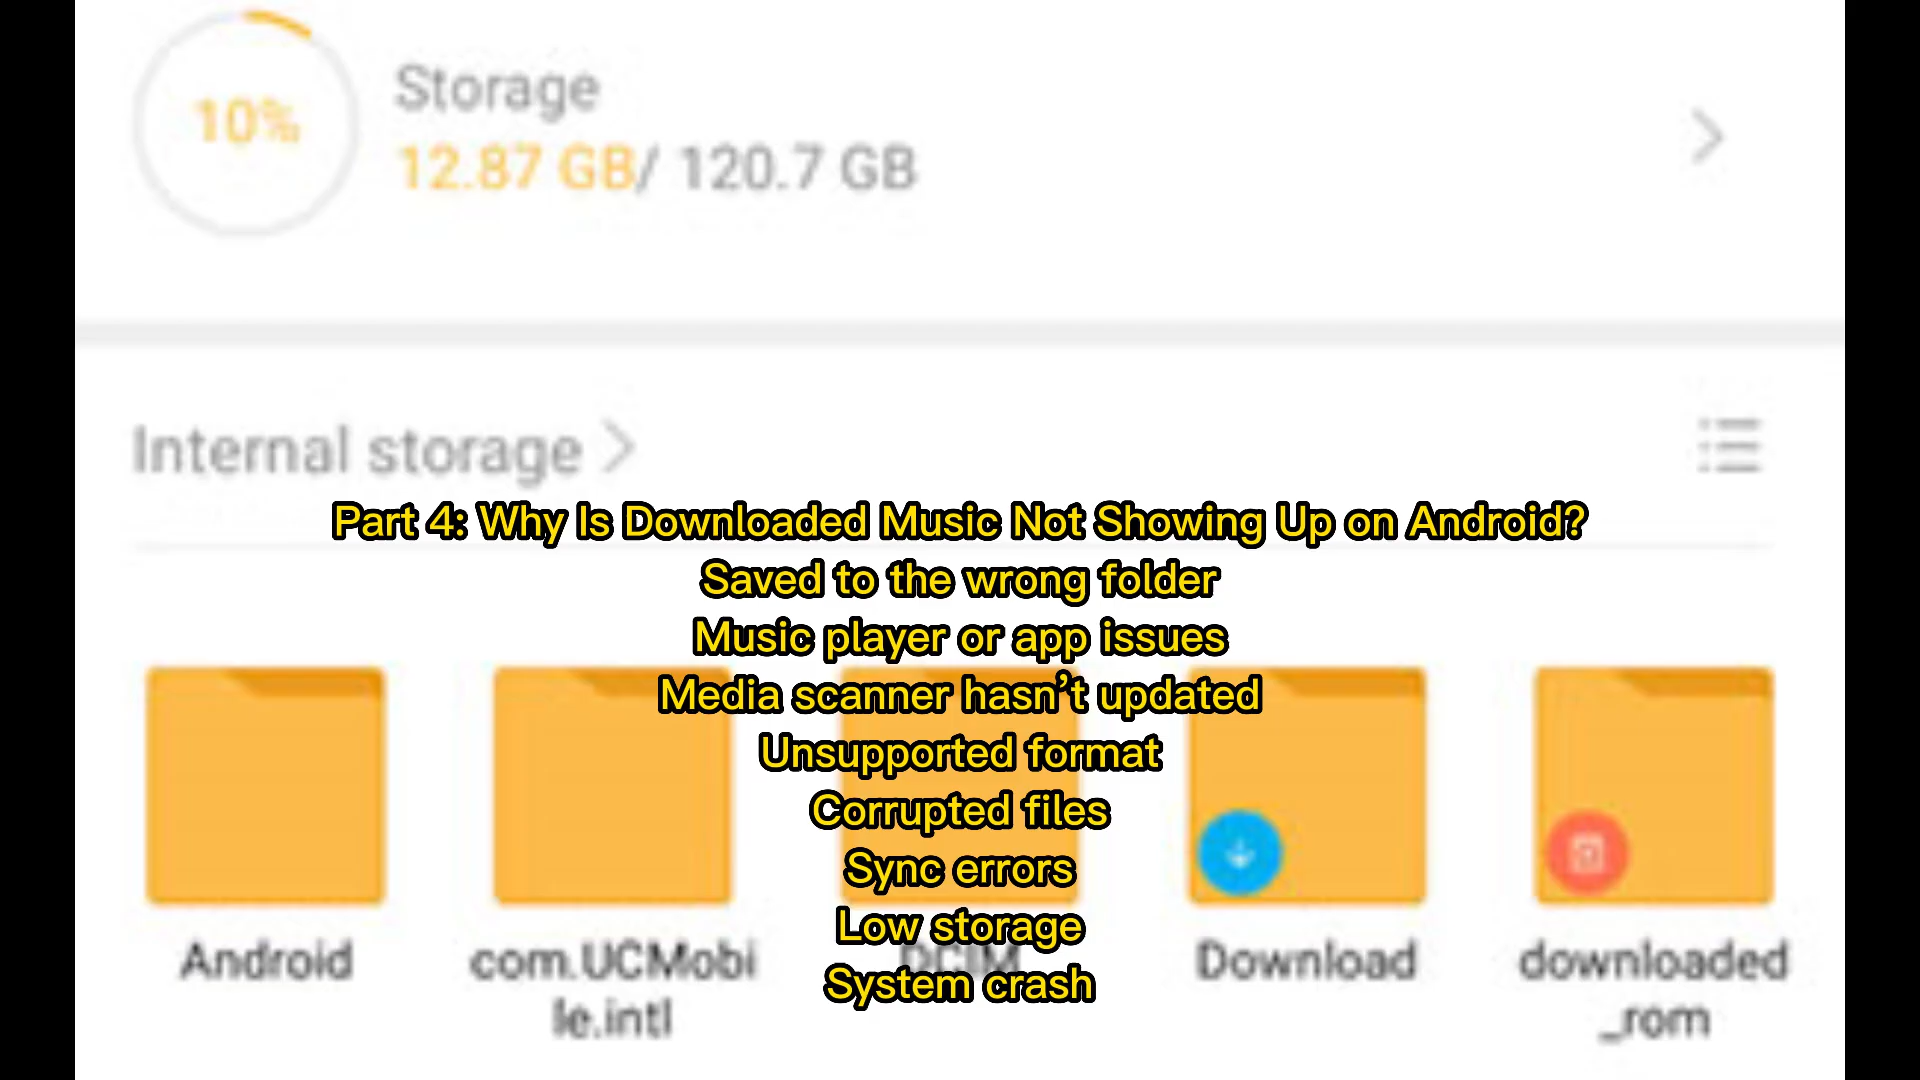 10%
Storage
12.87 GB/ 120.7 GB
Internal storage
Part 4: Why Is Downloaded Music Not Showing Up on Android?
Saved to the wrong folder
Music player or app issues
Media scanner hasn’t updated
Unsupported format
Corrupted files
Sync errors
Low storage
System crash
Android
com.UCMobi
le.intl
DCIM
Download
downloaded
_rom